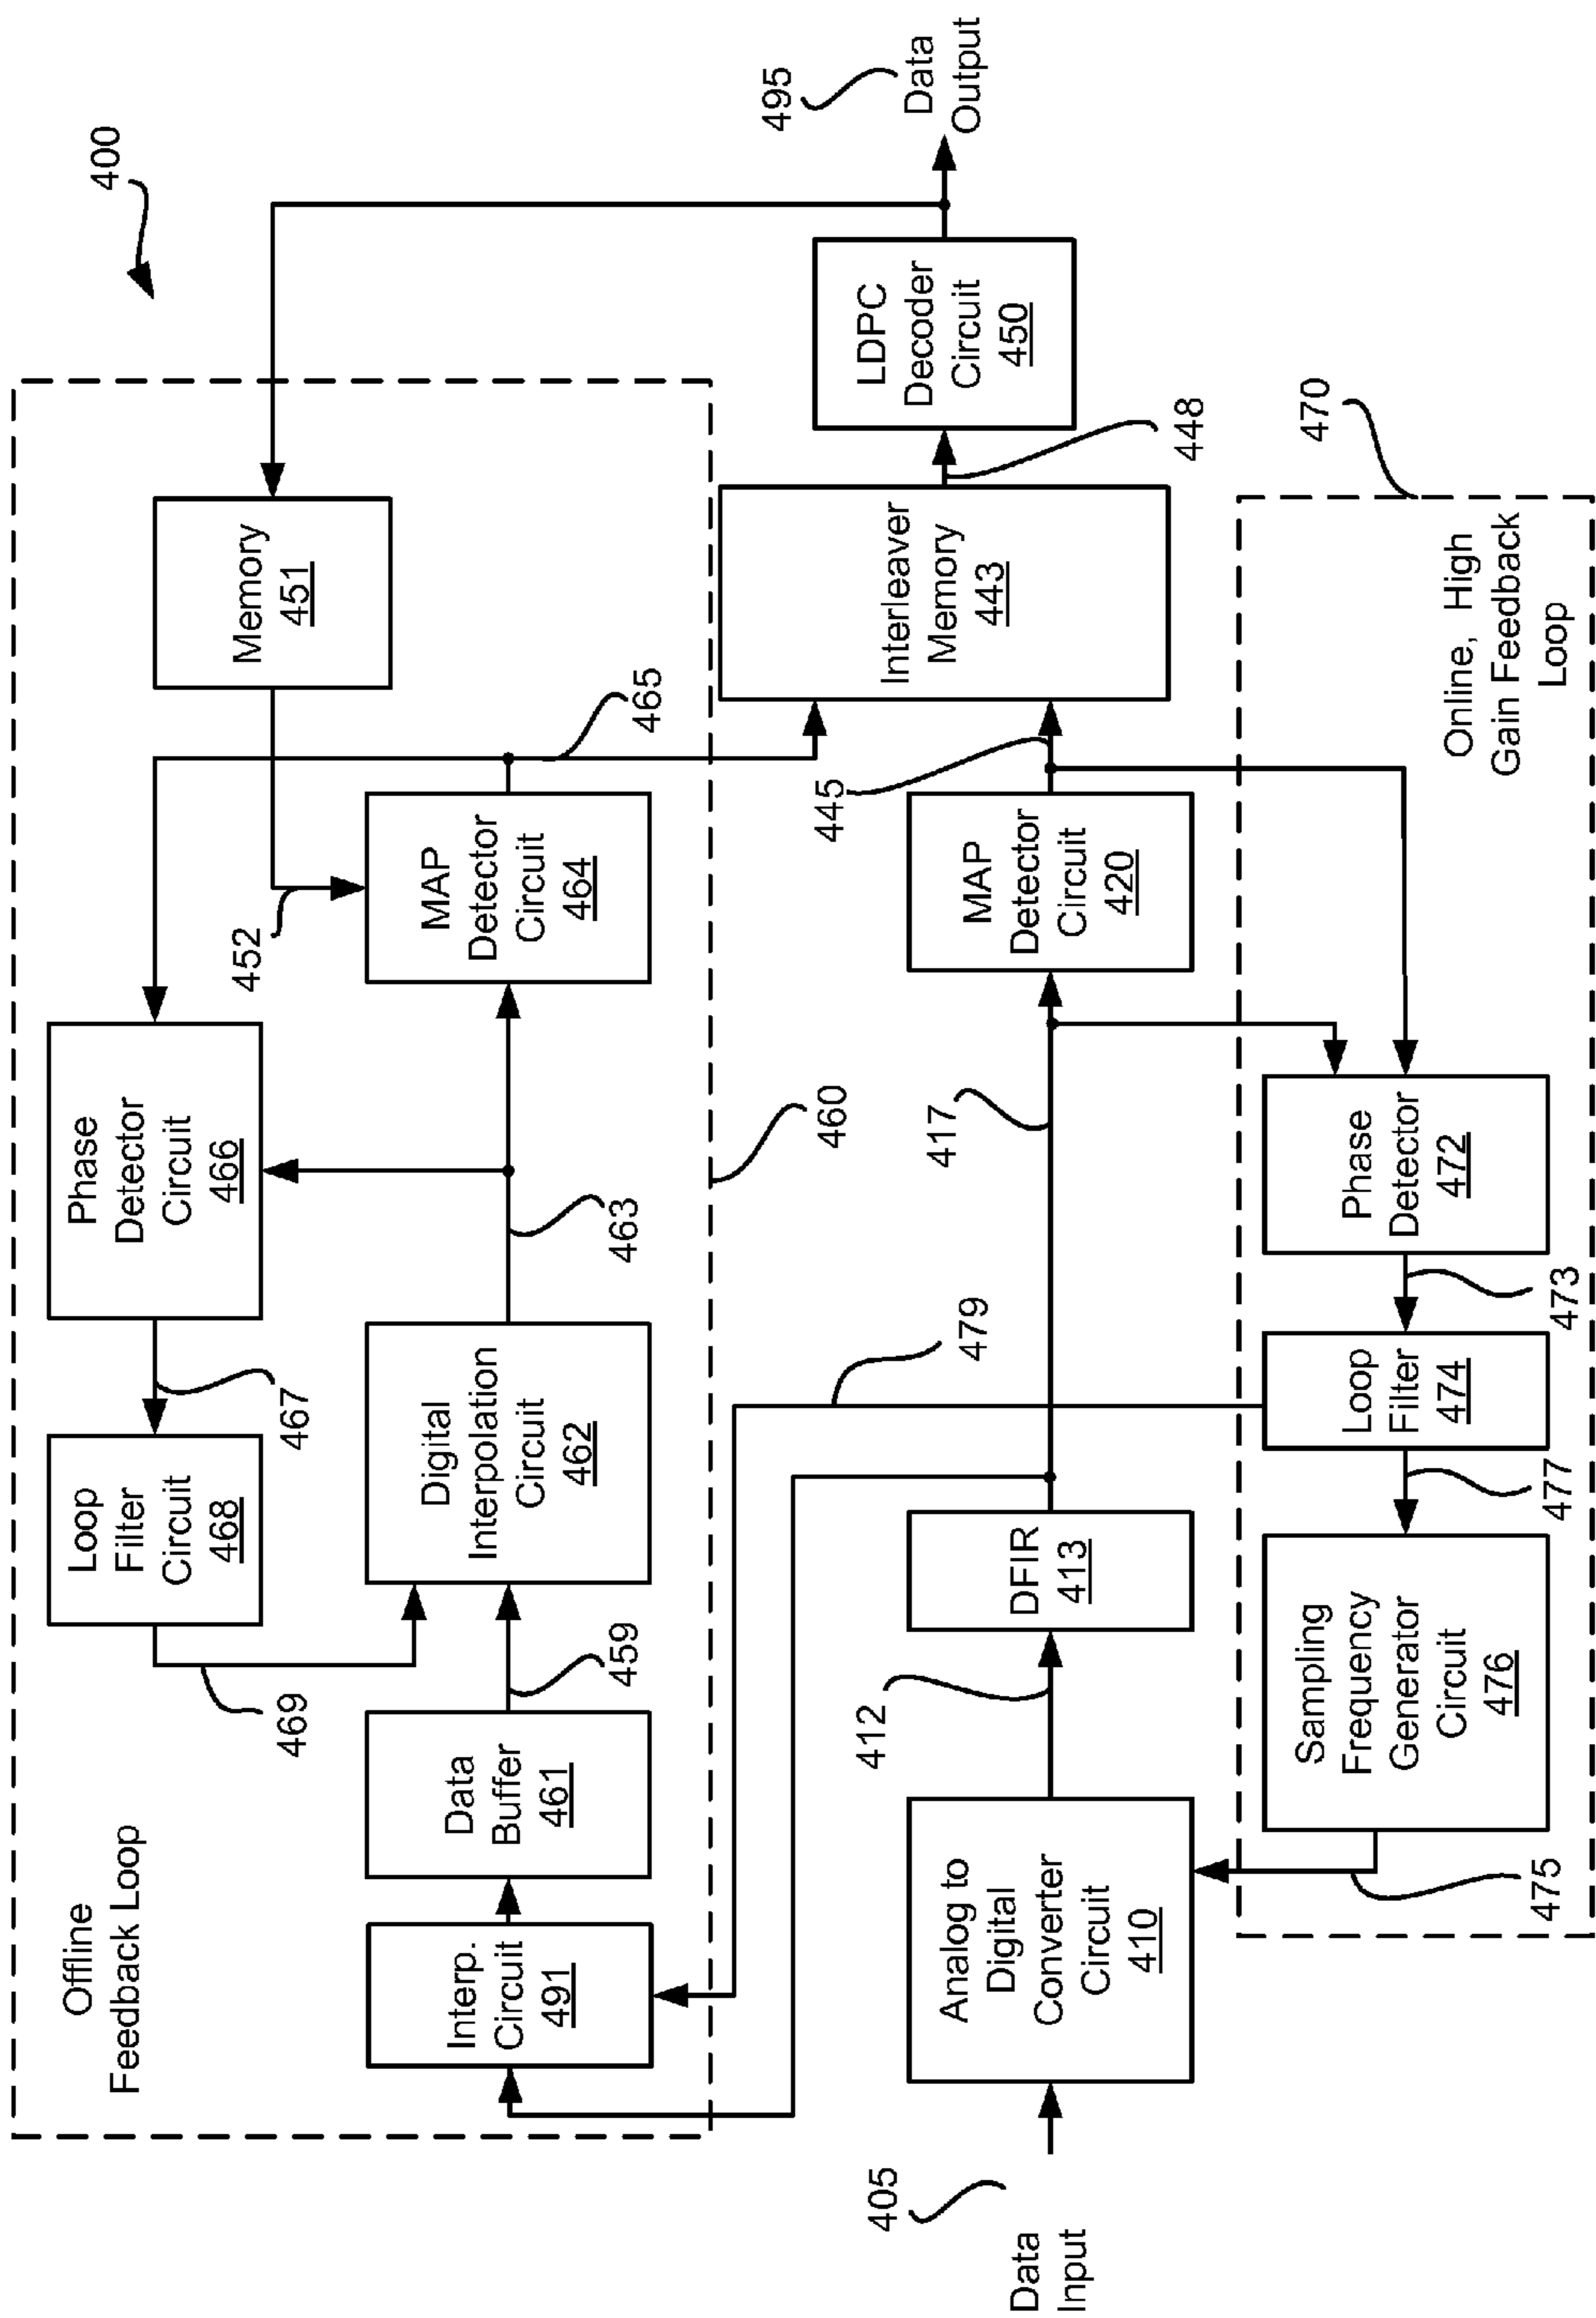 400
Offline
Feedback Loop
Loop
Filter
Circuit
468
467
Phase
Detector
Circuit
466
Memory
451
469
452
Interp.
Circuit
491
Data
Buffer
461
459
Digital
Interpolation
Circuit
462
463
MAP
Detector
Circuit
464
465
460
479
405
Data
Input
Analog to
Digital
Converter
Circuit
410
412
DFIR
413
417
MAP
Detector
Circuit
420
445
Interleaver
Memory
443
448
LDPC
Decoder
Circuit
450
495
Data
Output
475
Sampling
Frequency
Generator
Circuit
476
477
Loop
Filter
474
473
Phase
Detector
472
Online, High
Gain Feedback
Loop
470